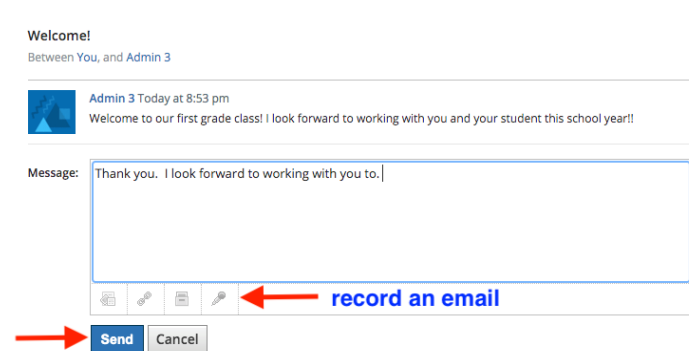 Welcome!
Between You, and Admin 3
Admin 3 Today at 8:53 pm
Welcome to our first grade class! I look forward to working with you and your student this school year!!
Message:
Thank you.  I look forward to working with you to.
record an email
Send Cancel